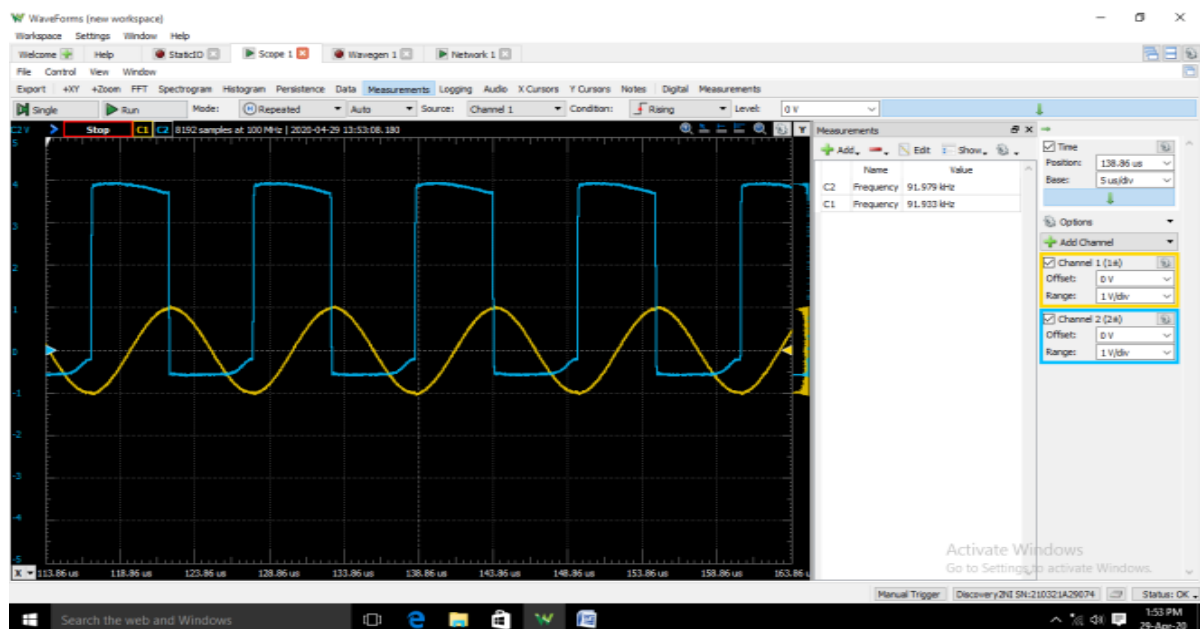 WaveForms (new workspace)
Workspace Settings Window Help
Welcome Help StaticIO Scope 1 Wavegen 1 Network 1
File Control View Window
Export +XY +Zoom FFT Spectrogram Histogram Persistence Data Measurements Logging Audio X Cursors Y Cursors Notes Digital Measurements
Single Run Mode: Repeated Auto Source: Channel 1 Condition: Rising Level: 0 V
C2 V Stop C1 C2 8192 samples at 100 MHz | 2020-04-29 13:53:08.180 Y
Measurements
Add Edit Show
Name Value
C2 Frequency 91.979 kHz
C1 Frequency 91.933 kHz
Time
Position: 138.86 us
Base: 5 us/div
Options
Add Channel
Channel 1 (1±)
Offset: 0 V
Range: 1 V/div
Channel 2 (2±)
Offset: 0 V
Range: 1 V/div
5
4
3
2
1
0
-1
-2
-3
-4
-5
X 113.86 us 118.86 us 123.86 us 128.86 us 133.86 us 138.86 us 143.86 us 148.86 us 153.86 us 158.86 us 163.86
Activate Windows
Go to Settings to activate Windows.
Manual Trigger Discovery2NI SN:210321A29074 Status: OK
Search the web and Windows
1:53 PM
29-Apr-20